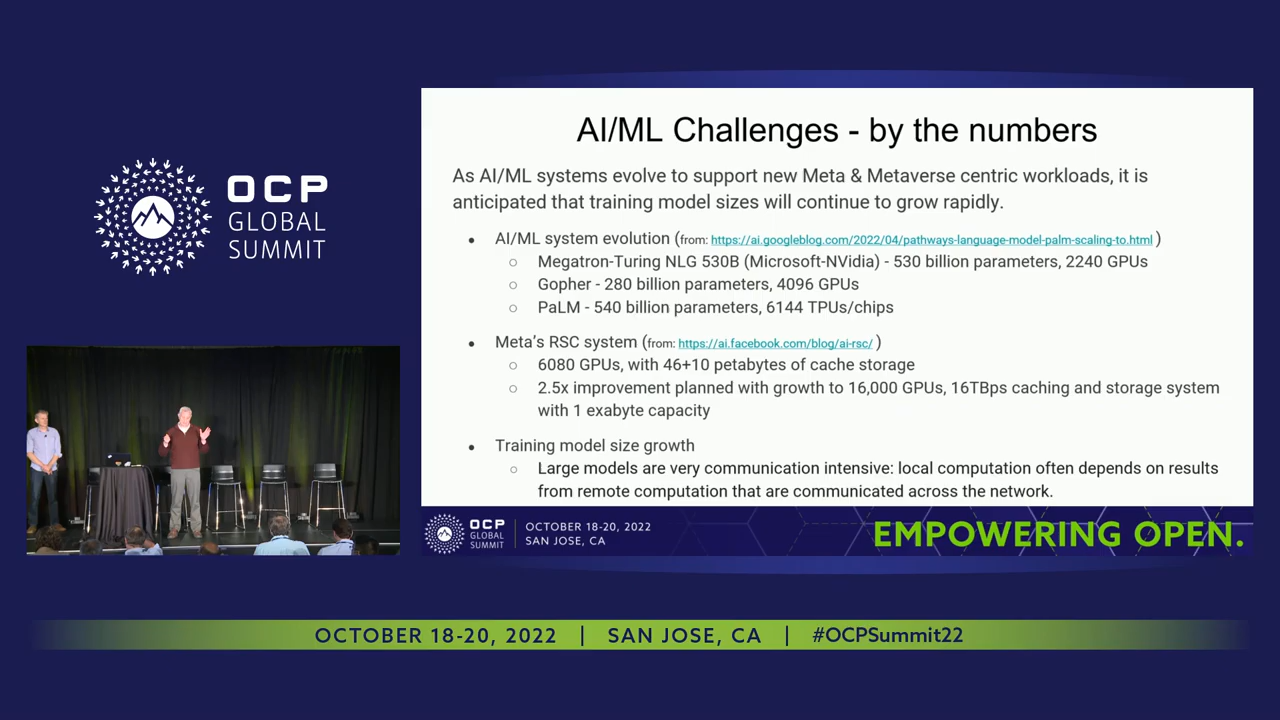 OCP
GLOBAL
SUMMIT
AI/ML Challenges - by the numbers
As AI/ML systems evolve to support new Meta & Metaverse centric workloads, it is
anticipated that training model sizes will continue to grow rapidly.
● AI/ML system evolution (from: https://ai.googleblog.com/2022/04/pathways-language-model-palm-scaling-to.html )
○ Megatron-Turing NLG 530B (Microsoft-NVidia) - 530 billion parameters, 2240 GPUs
○ Gopher - 280 billion parameters, 4096 GPUs
○ PaLM - 540 billion parameters, 6144 TPUs/chips
● Meta's RSC system (from: https://ai.facebook.com/blog/ai-rsc/ )
○ 6080 GPUs, with 46+10 petabytes of cache storage
○ 2.5x improvement planned with growth to 16,000 GPUs, 16TBps caching and storage system
with 1 exabyte capacity
● Training model size growth
○ Large models are very communication intensive: local computation often depends on results
from remote computation that are communicated across the network.
OCP
GLOBAL
SUMMIT
OCTOBER 18-20, 2022
SAN JOSE, CA
EMPOWERING OPEN.
OCTOBER 18-20, 2022 | SAN JOSE, CA | #OCPSummit22